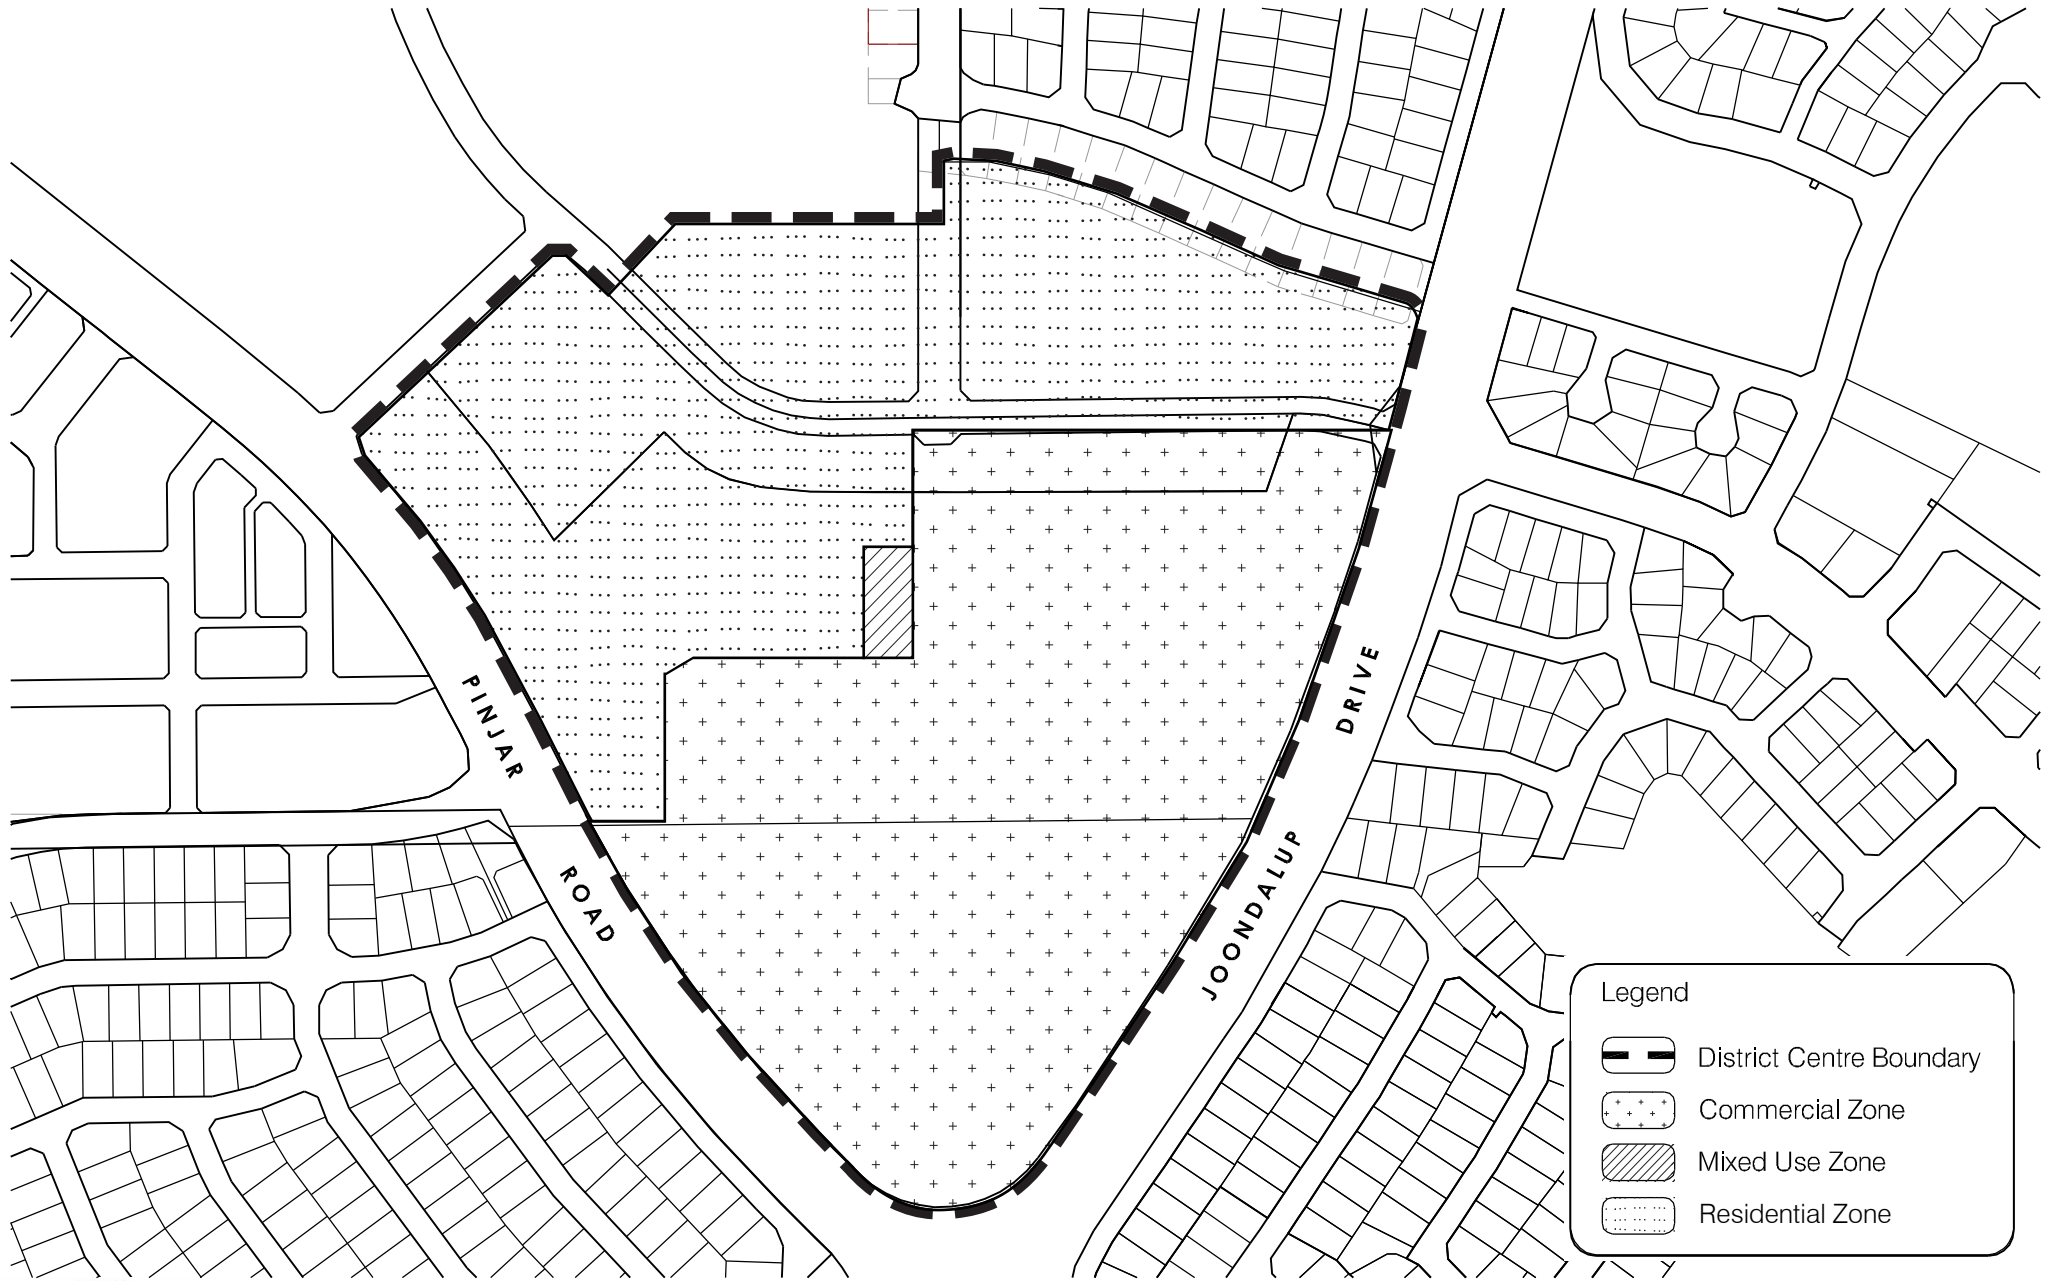 PINJAR
ROAD
JOONDALUP
DRIVE
Legend
District Centre Boundary
Commercial Zone
Mixed Use Zone
Residential Zone